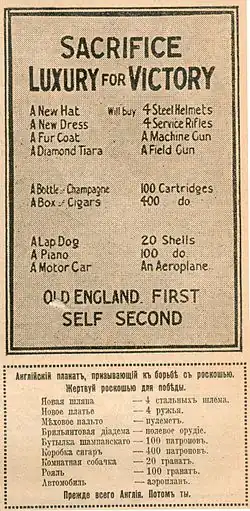 SACRIFICE
LUXURY FOR VICTORY
A New Hat Will buy 4 Steel Helmets
A New Dress 4 Service Rifles
A Fur Coat A Machine Gun
A Diamond Tiara A Field Gun
A Bottle of Champagne 100 Cartridges
A Box of Cigars 400 do
A Lap Dog 20 Shells
A Piano 100 do
A Motor Car An Aeroplane.
OLD ENGLAND. FIRST
SELF SECOND
Англійскій плакатъ, призывающій къ борьбѣ съ роскошью.
Жертвуй роскошью для побѣды.
Новая шляпа — 4 стальныхъ шлема.
Новое платье — 4 ружья.
Мѣховое пальто — пулеметъ.
Брильянтовая діадема — полевое орудіе.
Бутылка шампанскаго — 100 патроновъ.
Коробка сигаръ — 400 патроновъ.
Комнатная собачка — 20 гранатъ.
Рояль — 100 гранатъ.
Автомобиль — аэропланъ.
Прежде всего Англія. Потомъ ты.